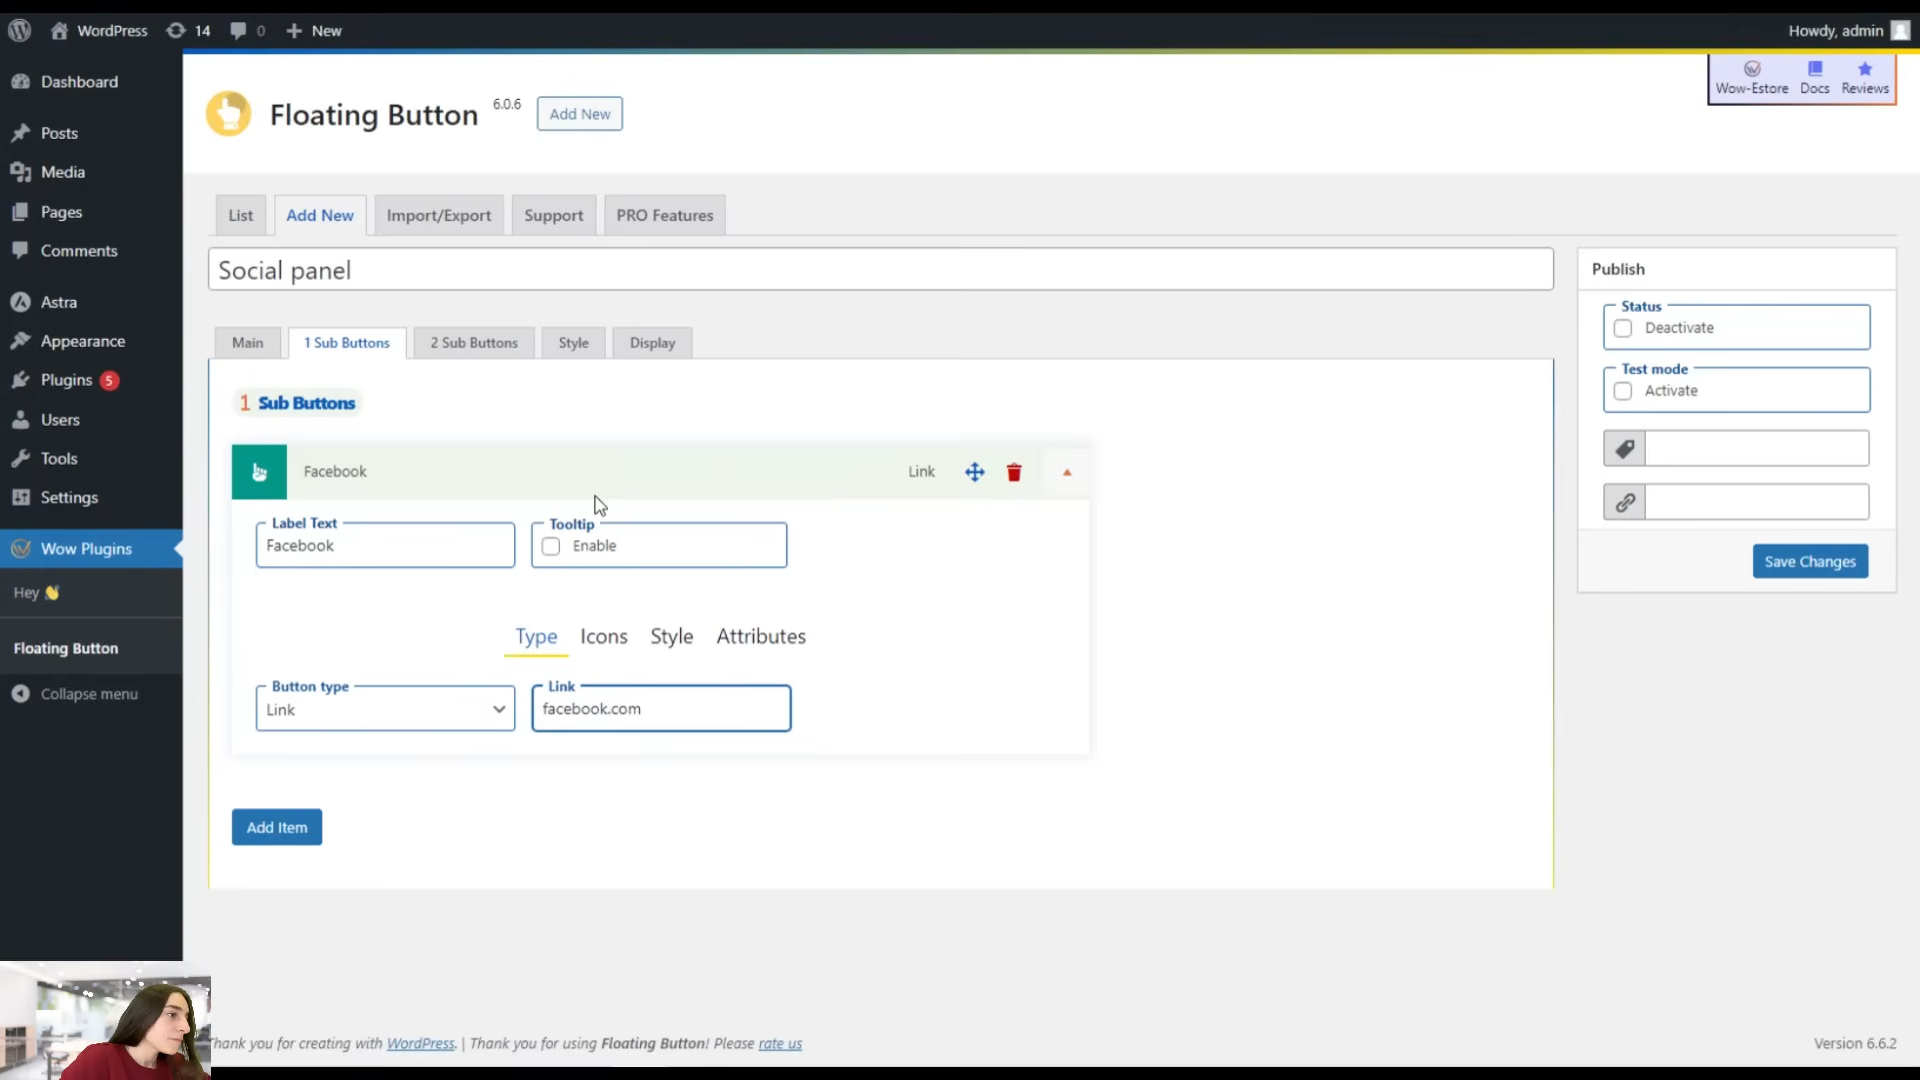 WordPress 14 0 New
Howdy, admin
Dashboard
Posts
Media
Pages
Comments
Astra
Appearance
Plugins 5
Users
Tools
Settings
Wow Plugins
Hey 👋
Floating Button
Collapse menu
Floating Button 6.0.6 Add New
Wow-Estore Docs Reviews
List Add New Import/Export Support PRO Features
Social panel
Main 1 Sub Buttons 2 Sub Buttons Style Display
1 Sub Buttons
Facebook Link
Label Text Tooltip
Facebook Enable
Type Icons Style Attributes
Button type Link
Link facebook.com
Add Item
Publish
Status
Deactivate
Test mode
Activate
Save Changes
Thank you for creating with WordPress. | Thank you for using Floating Button! Please rate us
Version 6.6.2